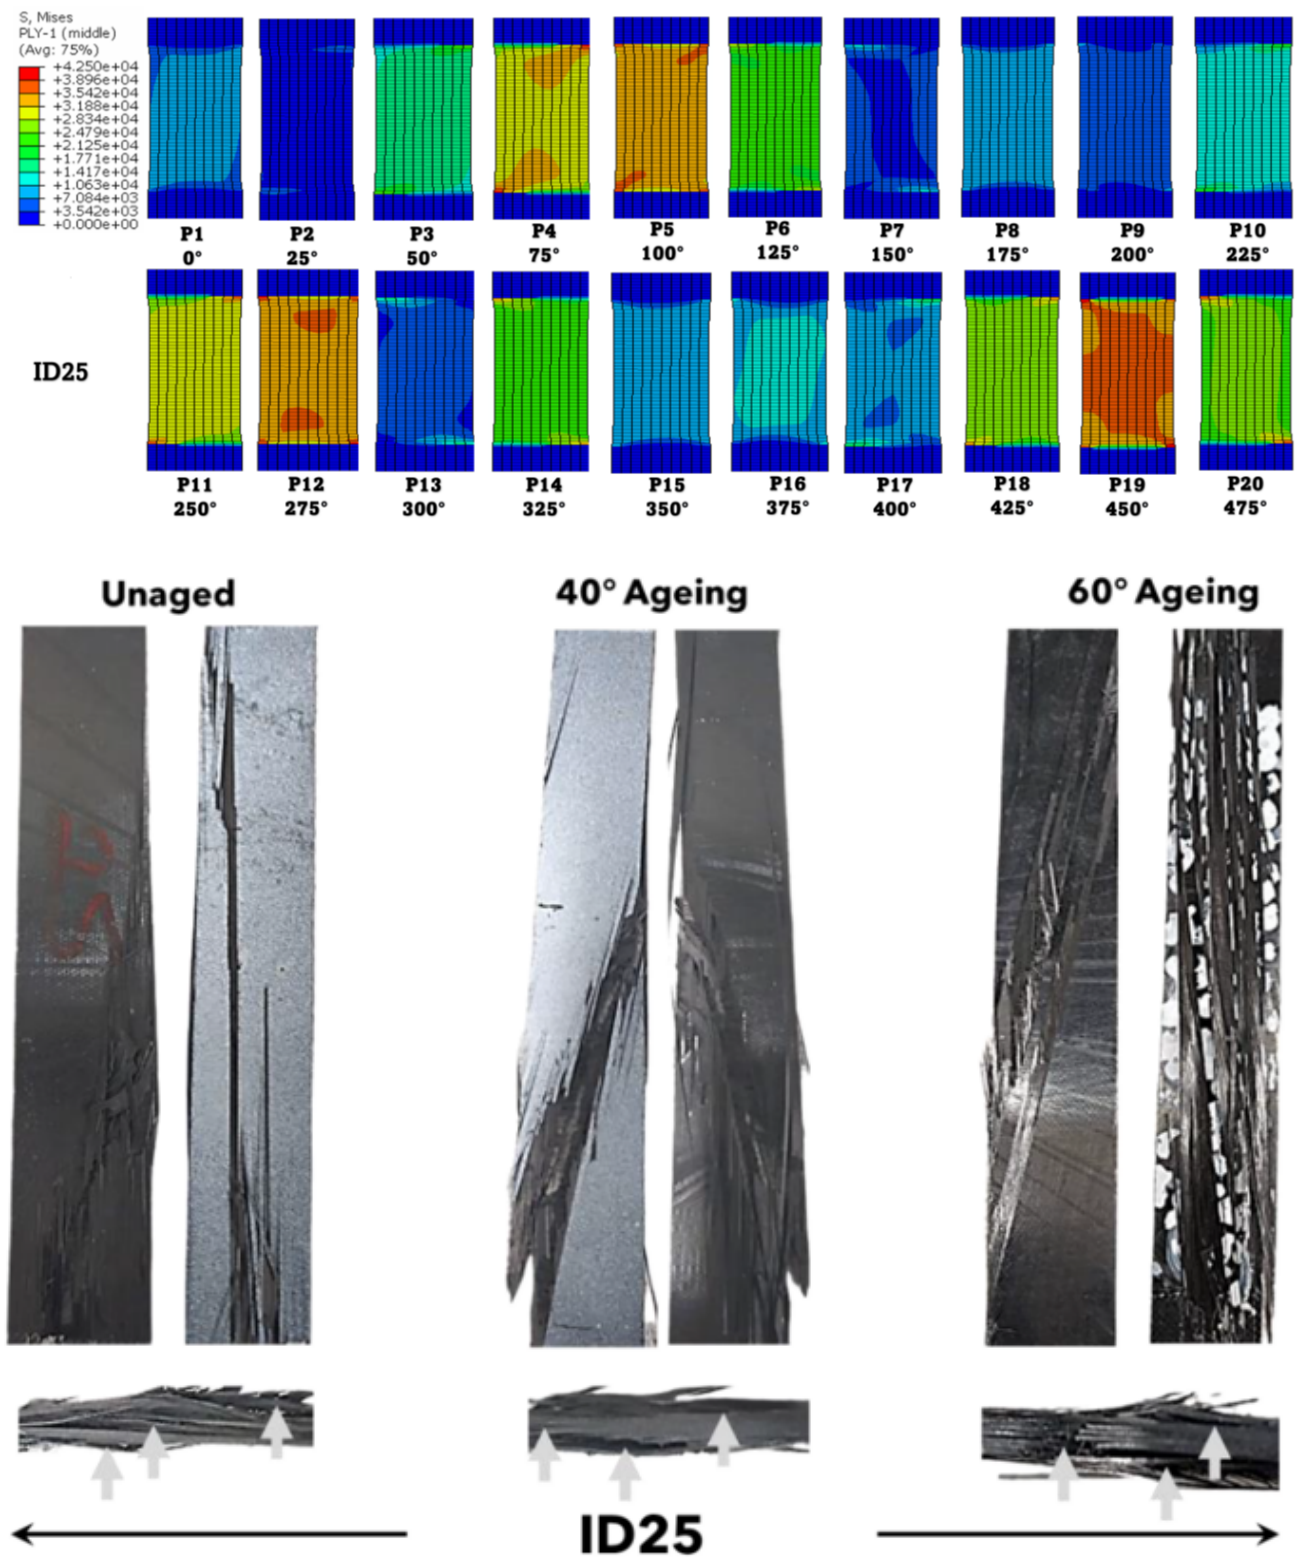 S, Mises
PLY-1 (middle)
(Avg: 75%)
+4.250e+04
+3.896e+04
+3.542e+04
+3.188e+04
+2.834e+04
+2.479e+04
+2.125e+04
+1.771e+04
+1.417e+04
+1.063e+04
+7.084e+03
+3.542e+03
+0.000e+00
P1 P2 P3 P4 P5 P6 P7 P8 P9 P10
0° 25° 50° 75° 100° 125° 150° 175° 200° 225°
ID25
P11 P12 P13 P14 P15 P16 P17 P18 P19 P20
250° 275° 300° 325° 350° 375° 400° 425° 450° 475°
Unaged 40° Ageing 60° Ageing
ID25